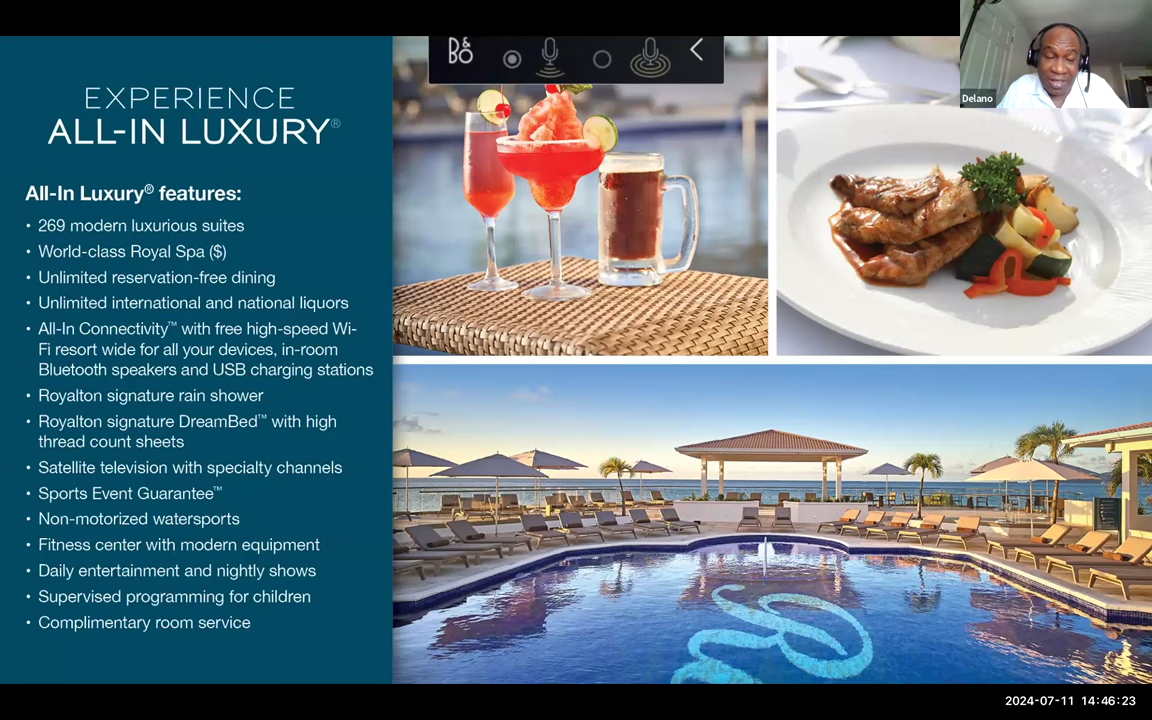 B&O
Delano
EXPERIENCE
ALL-IN LUXURY®
All-In Luxury® features:
• 269 modern luxurious suites
• World-class Royal Spa ($)
• Unlimited reservation-free dining
• Unlimited international and national liquors
• All-In Connectivity™ with free high-speed Wi-
Fi resort wide for all your devices, in-room
Bluetooth speakers and USB charging stations
• Royalton signature rain shower
• Royalton signature DreamBed™ with high
thread count sheets
• Satellite television with specialty channels
• Sports Event Guarantee™
• Non-motorized watersports
• Fitness center with modern equipment
• Daily entertainment and nightly shows
• Supervised programming for children
• Complimentary room service
2024-07-11 14:46:23